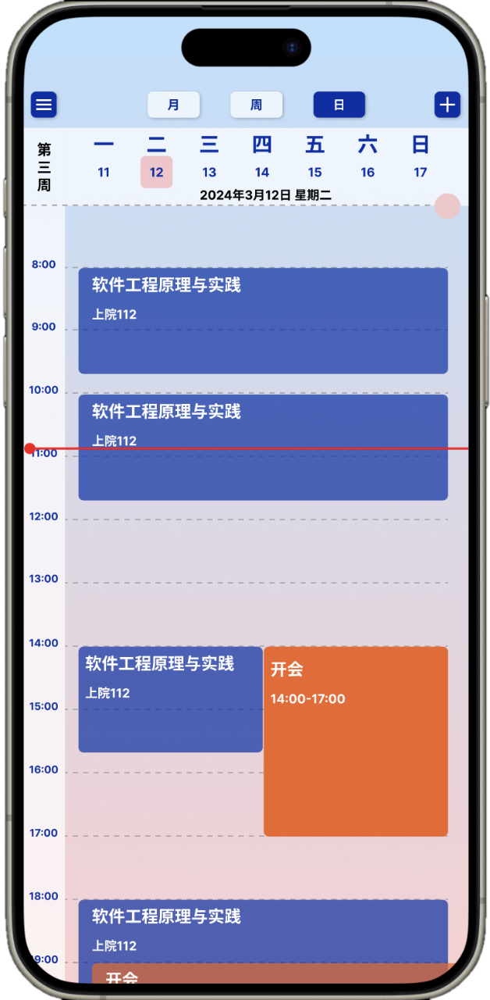 月 周 日
第三周
一 二 三 四 五 六 日
11 12 13 14 15 16 17
2024年3月12日 星期二
8:00
软件工程原理与实践
上院112
9:00
10:00
软件工程原理与实践
上院112
11:00
12:00
13:00
14:00
软件工程原理与实践
上院112
开会
14:00-17:00
15:00
16:00
17:00
18:00
软件工程原理与实践
上院112
9:00
开会